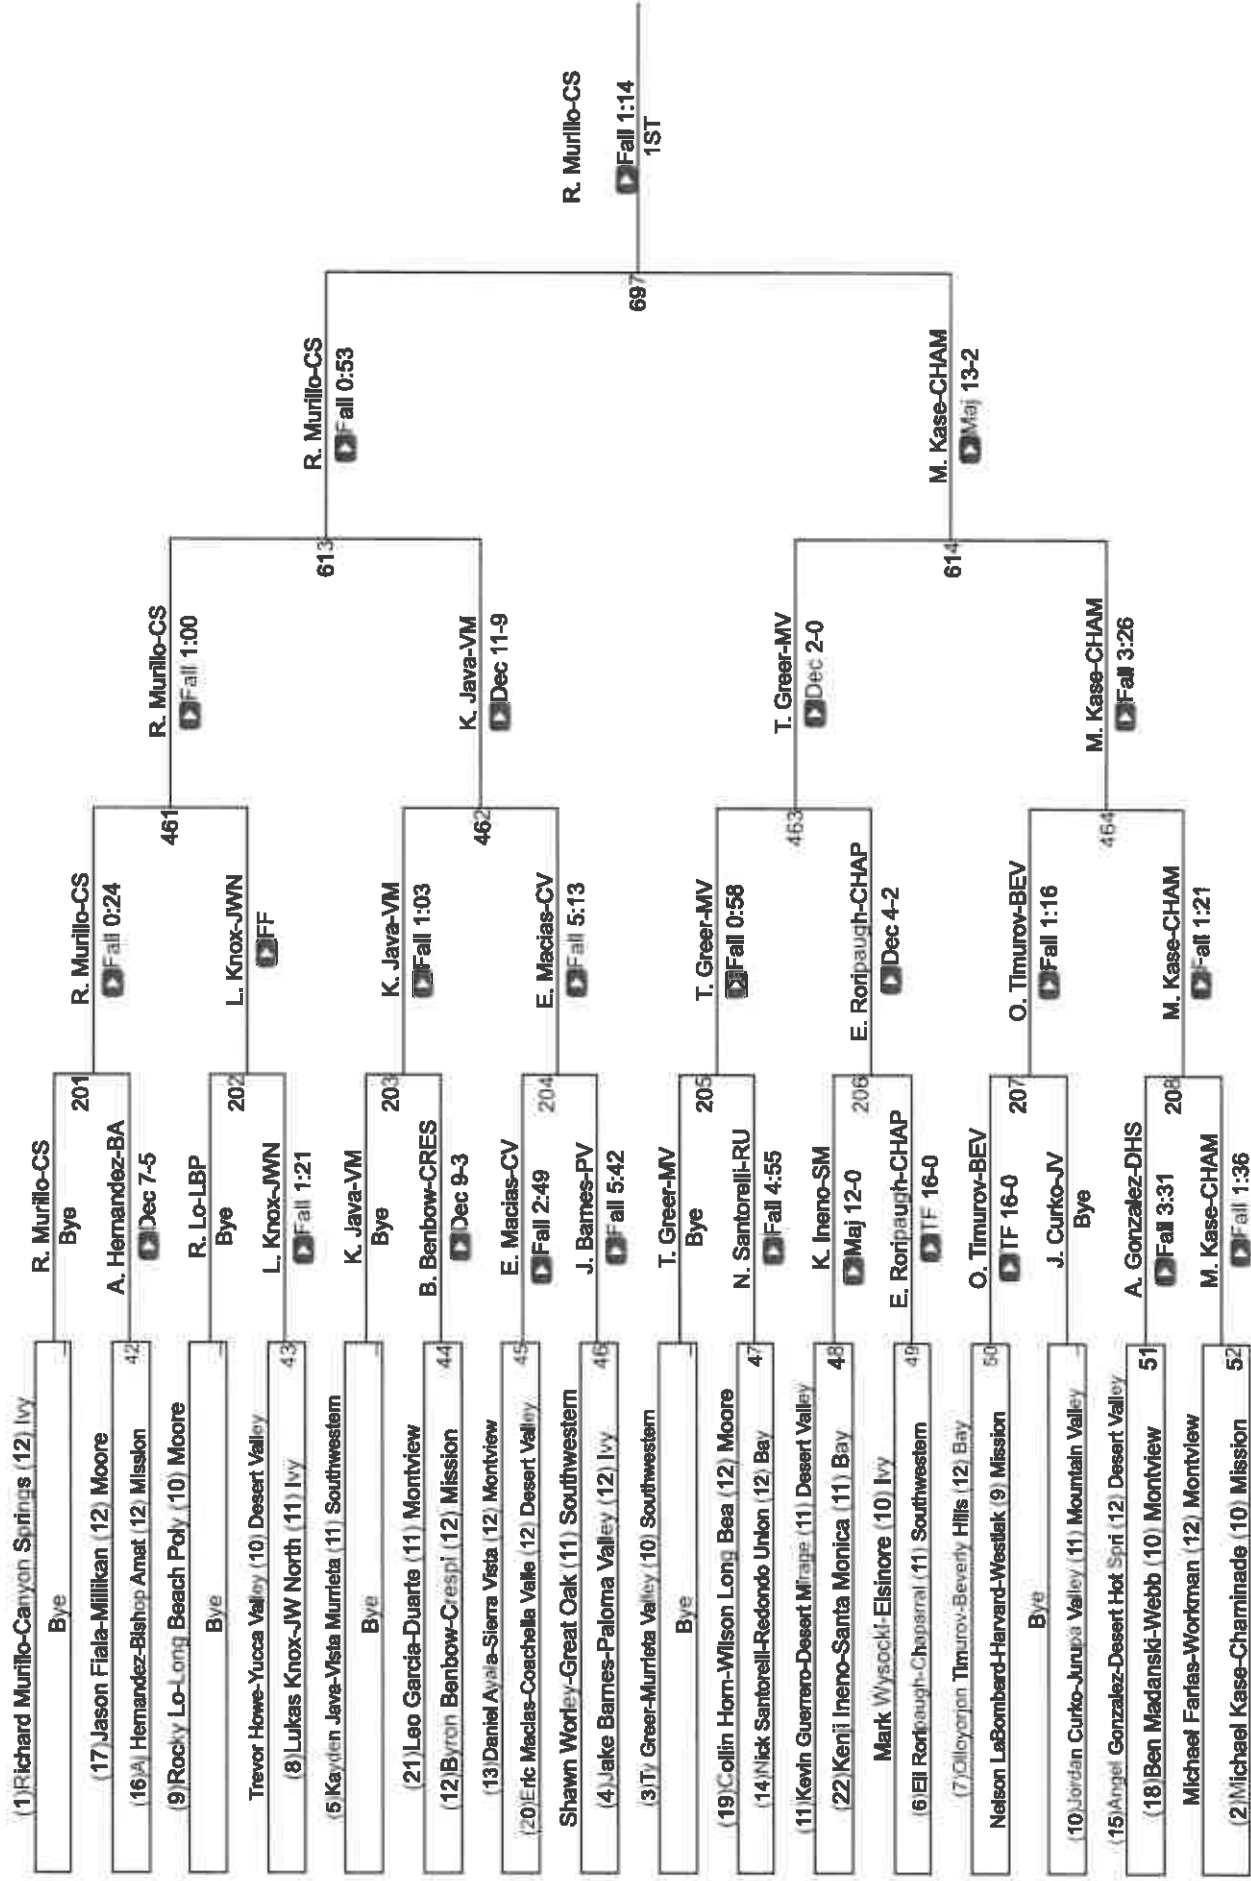 (1)Richard Murillo-Canyon Springs (12) Ivy
Bye
(17)Jason Fiala-Millikan (12) Moore
(16)AJ Hernandez-Bishop Amat (12) Mission
42
(9)Rocky Lo-Long Beach Poly (10) Moore
Bye
Trevor Howe-Yucca Valley (10) Desert Valley
(8)Lukas Knox-JW North (11) Ivy
43
(5)Kayden Java-Vista Murrieta (11) Southwestern
Bye
(21)Leo Garcia-Duarte (11) Montview
(12)Byron Benbow-Crespi (12) Mission
44
(13)Daniel Ayala-Sierra Vista (12) Montview
(20)Eric Macias-Coachella Valle (12) Desert Valley
45
Shawn Worley-Great Oak (11) Southwestern
(4)Jake Barnes-Paloma Valley (12) Ivy
46
(3)Ty Greer-Murrieta Valley (10) Southwestern
Bye
(19)Collin Horn-Wilson Long Bea (12) Moore
(14)Nick Santorelli-Redondo Union (12) Bay
47
(11)Kevin Guerrero-Desert Mirage (11) Desert Valley
(22)Kenji Ineno-Santa Monica (11) Bay
48
Mark Wysocki-Elsinore (10) Ivy
(6)Eli Roripaugh-Chaparral (11) Southwestern
49
(7)Olloyorjon Timurov-Beverly Hills (12) Bay
Nelson LaBombard-Harvard-Westlak (9) Mission
50
Bye
(10)Jordan Curko-Jurupa Valley (11) Mountain Valley
(15)Angel Gonzalez-Desert Hot Spri (12) Desert Valley
(18)Ben Madanski-Webb (10) Montview
51
Michael Farias-Workman (12) Montview
(2)Michael Kase-Chaminade (10) Mission
52
R. Murillo-CS
Bye
201
A. Hernandez-BA
Dec 7-5
R. Lo-LBP
Bye
202
L. Knox-JWN
Fall 1:21
K. Java-VM
Bye
203
B. Benbow-CRES
Dec 9-3
E. Macias-CV
Fall 2:49
204
J. Barnes-PV
Fall 5:42
T. Greer-MV
Bye
205
N. Santorelli-RU
Fall 4:55
K. Ineno-SM
Maj 12-0
206
E. Roripaugh-CHAP
TF 16-0
O. Timurov-BEV
TF 16-0
207
J. Curko-JV
Bye
A. Gonzalez-DHS
Fall 3:31
208
M. Kase-CHAM
Fall 1:36
R. Murillo-CS
Fall 0:24
461
L. Knox-JWN
FF
K. Java-VM
Fall 1:03
462
E. Macias-CV
Fall 5:13
T. Greer-MV
Fall 0:58
463
E. Roripaugh-CHAP
Dec 4-2
O. Timurov-BEV
Fall 1:16
464
M. Kase-CHAM
Fall 1:21
R. Murillo-CS
Fall 1:00
613
K. Java-VM
Dec 11-9
T. Greer-MV
Dec 2-0
614
M. Kase-CHAM
Fall 3:26
R. Murillo-CS
Fall 0:53
697
M. Kase-CHAM
Maj 13-2
R. Murillo-CS
Fall 1:14
1ST